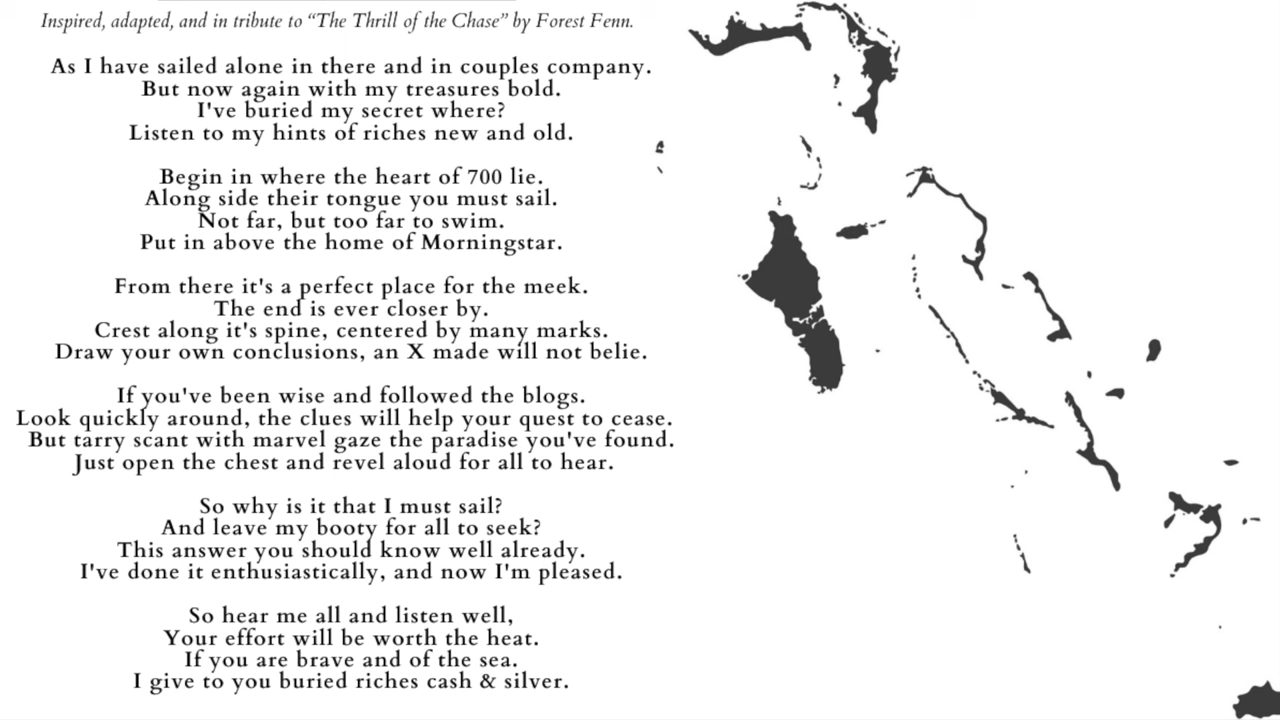 Inspired, adapted, and in tribute to “The Thrill of the Chase” by Forest Fenn.
As I have sailed alone in there and in couples company.
But now again with my treasures bold.
I've buried my secret where?
Listen to my hints of riches new and old.
Begin in where the heart of 700 lie.
Along side their tongue you must sail.
Not far, but too far to swim.
Put in above the home of Morningstar.
From there it's a perfect place for the meek.
The end is ever closer by.
Crest along it's spine, centered by many marks.
Draw your own conclusions, an X made will not belie.
If you've been wise and followed the blogs.
Look quickly around, the clues will help your quest to cease.
But tarry scant with marvel gaze the paradise you've found.
Just open the chest and revel aloud for all to hear.
So why is it that I must sail?
And leave my booty for all to seek?
This answer you should know well already.
I've done it enthusiastically, and now I'm pleased.
So hear me all and listen well,
Your effort will be worth the heat.
If you are brave and of the sea.
I give to you buried riches cash & silver.